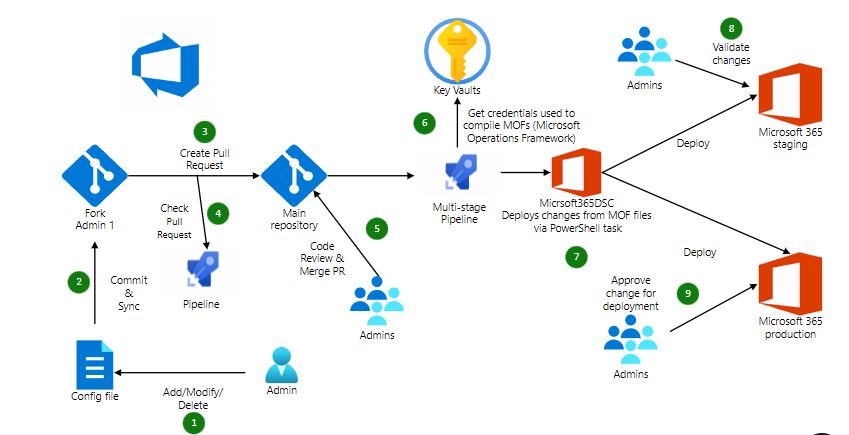 8
Validate
changes
Admins
Key Vaults
Microsoft 365
staging
3
Create Pull
Request
6
Get credentials used to
compile MOFs (Microsoft
Operations Framework)
Deploy
Fork
Admin 1
Check
Pull
Request
4
Main
repository
5
Code
Review &
Merge PR
Multi-stage
Pipeline
Micrsoft365DSC
Deploys changes from MOF files
via PowerShell task
7
Deploy
2
Commit
&
Sync
Pipeline
Admins
Approve
change for
deployment
9
Admins
Microsoft 365
production
Config file
Add/Modify/
Delete
1
Admin